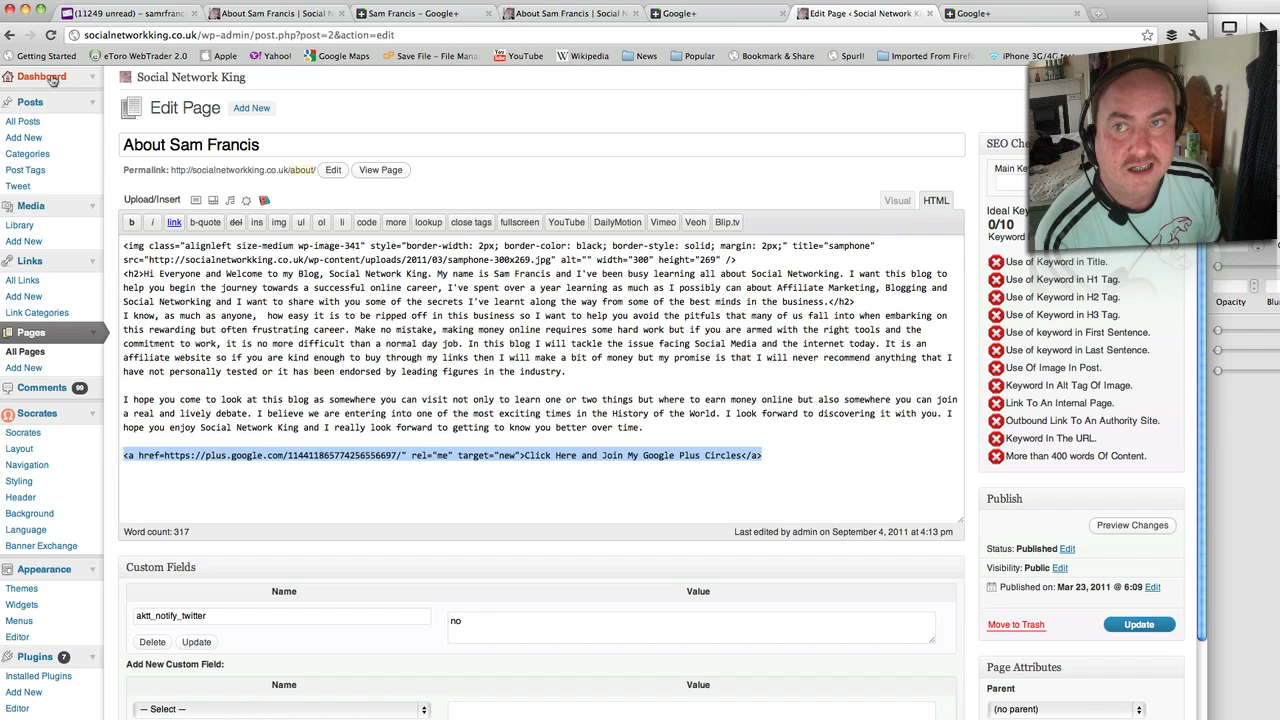 (11249 unread) - samrfranc
About Sam Francis | Social N
Sam Francis - Google+
About Sam Francis | Social N
Google+
Edit Page ‹ Social Network K
Google+
socialnetworkking.co.uk/wp-admin/post.php?post=2&action=edit
Getting Started
eToro WebTrader 2.0
Apple
Yahoo!
Google Maps
Save File - File Man
YouTube
Wikipedia
News
Popular
Bookmark & Share
Spurl!
Imported From Firefo
iPhone 3G/4G
Dashboard
Social Network King
Posts
All Posts
Add New
Categories
Post Tags
Tweet
Media
Library
Add New
Links
All Links
Add New
Link Categories
Pages
All Pages
Add New
Comments 99
Socrates
Socrates
Layout
Navigation
Styling
Header
Background
Language
Banner Exchange
Appearance
Themes
Widgets
Menus
Editor
Plugins 7
Installed Plugins
Add New
Editor
Edit Page Add New
About Sam Francis
Permalink: http://socialnetworkking.co.uk/about/ Edit View Page
Upload/Insert
Visual HTML
b i link b-quote del ins img ul ol li code more lookup close tags fullscreen YouTube DailyMotion Vimeo Veoh Blip.tv
<img class="alignleft size-medium wp-image-341" style="border-width: 2px; border-color: black; border-style: solid; margin: 2px;" title="samphone"
src="http://socialnetworkking.co.uk/wp-content/uploads/2011/03/samphone-300x269.jpg" alt="" width="300" height="269" />
<h2>Hi Everyone and Welcome to my Blog, Social Network King. My name is Sam Francis and I've been busy learning all about Social Networking. I want this blog to
help you begin the journey towards a successful online career, I've spent over a year learning as much as I possibly can about Affiliate Marketing, Blogging and
Social Networking and I want to share with you some of the secrets I've learnt along the way from some of the best minds in the business.</h2>
I know, as much as anyone,  how easy it is to be ripped off in this business so I want to help you avoid the pitfuls that many of us fall into when embarking on
this rewarding but often frustrating career. Make no mistake, making money online requires some hard work but if you are armed with the right tools and the
commitment to work, it is no more difficult than a normal day job. In this blog I will tackle the issue facing Social Media and the internet today. It is an
affiliate website so if you are kind enough to buy through my links then I will make a bit of money but my promise is that I will never recommend anything that I
have not personally tested or it has been endorsed by leading figures in the industry.
I hope you come to look at this blog as somewhere you can visit not only to learn one or two things but where to earn money online but also somewhere you can join
a real and lively debate. I believe we are entering into one of the most exciting times in the History of the World. I look forward to discovering it with you. I
hope you enjoy Social Network King and I really look forward to getting to know you better over time.
<a href=https://plus.google.com/114411865774256556697/" rel="me" target="new">Click Here and Join My Google Plus Circles</a>
Word count: 317
Last edited by admin on September 4, 2011 at 4:13 pm
Custom Fields
Name Value
aktt_notify_twitter no
Delete Update
Add New Custom Field:
Name Value
— Select —
SEO Che
Main Ke
Ideal Key
0/10
Keyword
Use of Keyword in Title.
Use of Keyword in H1 Tag.
Use of Keyword in H2 Tag.
Use of Keyword in H3 Tag.
Use of keyword in First Sentence.
Use of keyword in Last Sentence.
Use Of Image In Post.
Keyword In Alt Tag Of Image.
Link To An Internal Page.
Outbound Link To An Authority Site.
Keyword In The URL.
More than 400 words Of Content.
Publish
Preview Changes
Status: Published Edit
Visibility: Public Edit
Published on: Mar 23, 2011 @ 6:09 Edit
Move to Trash Update
Page Attributes
Parent
(no parent)
Opacity
Blu